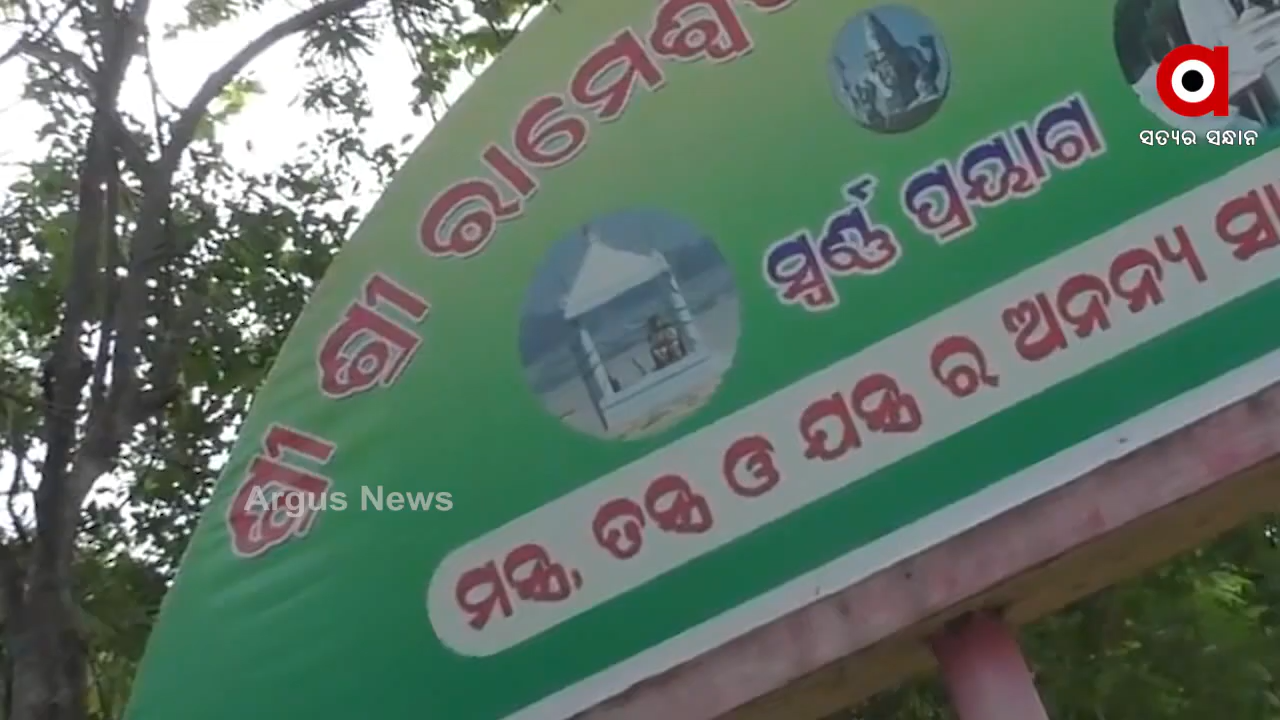 ଶ୍ରୀ ଶ୍ରୀ
ସ୍ୱର୍ଣ୍ଣ ପ୍ରୟାଗ
ମନ୍ତ୍ର, ତନ୍ତ୍ର ଓ ଯନ୍ତ୍ର ର ଅନନ୍ୟ
ସତ୍ୟର ସନ୍ଧାନ
Argus News